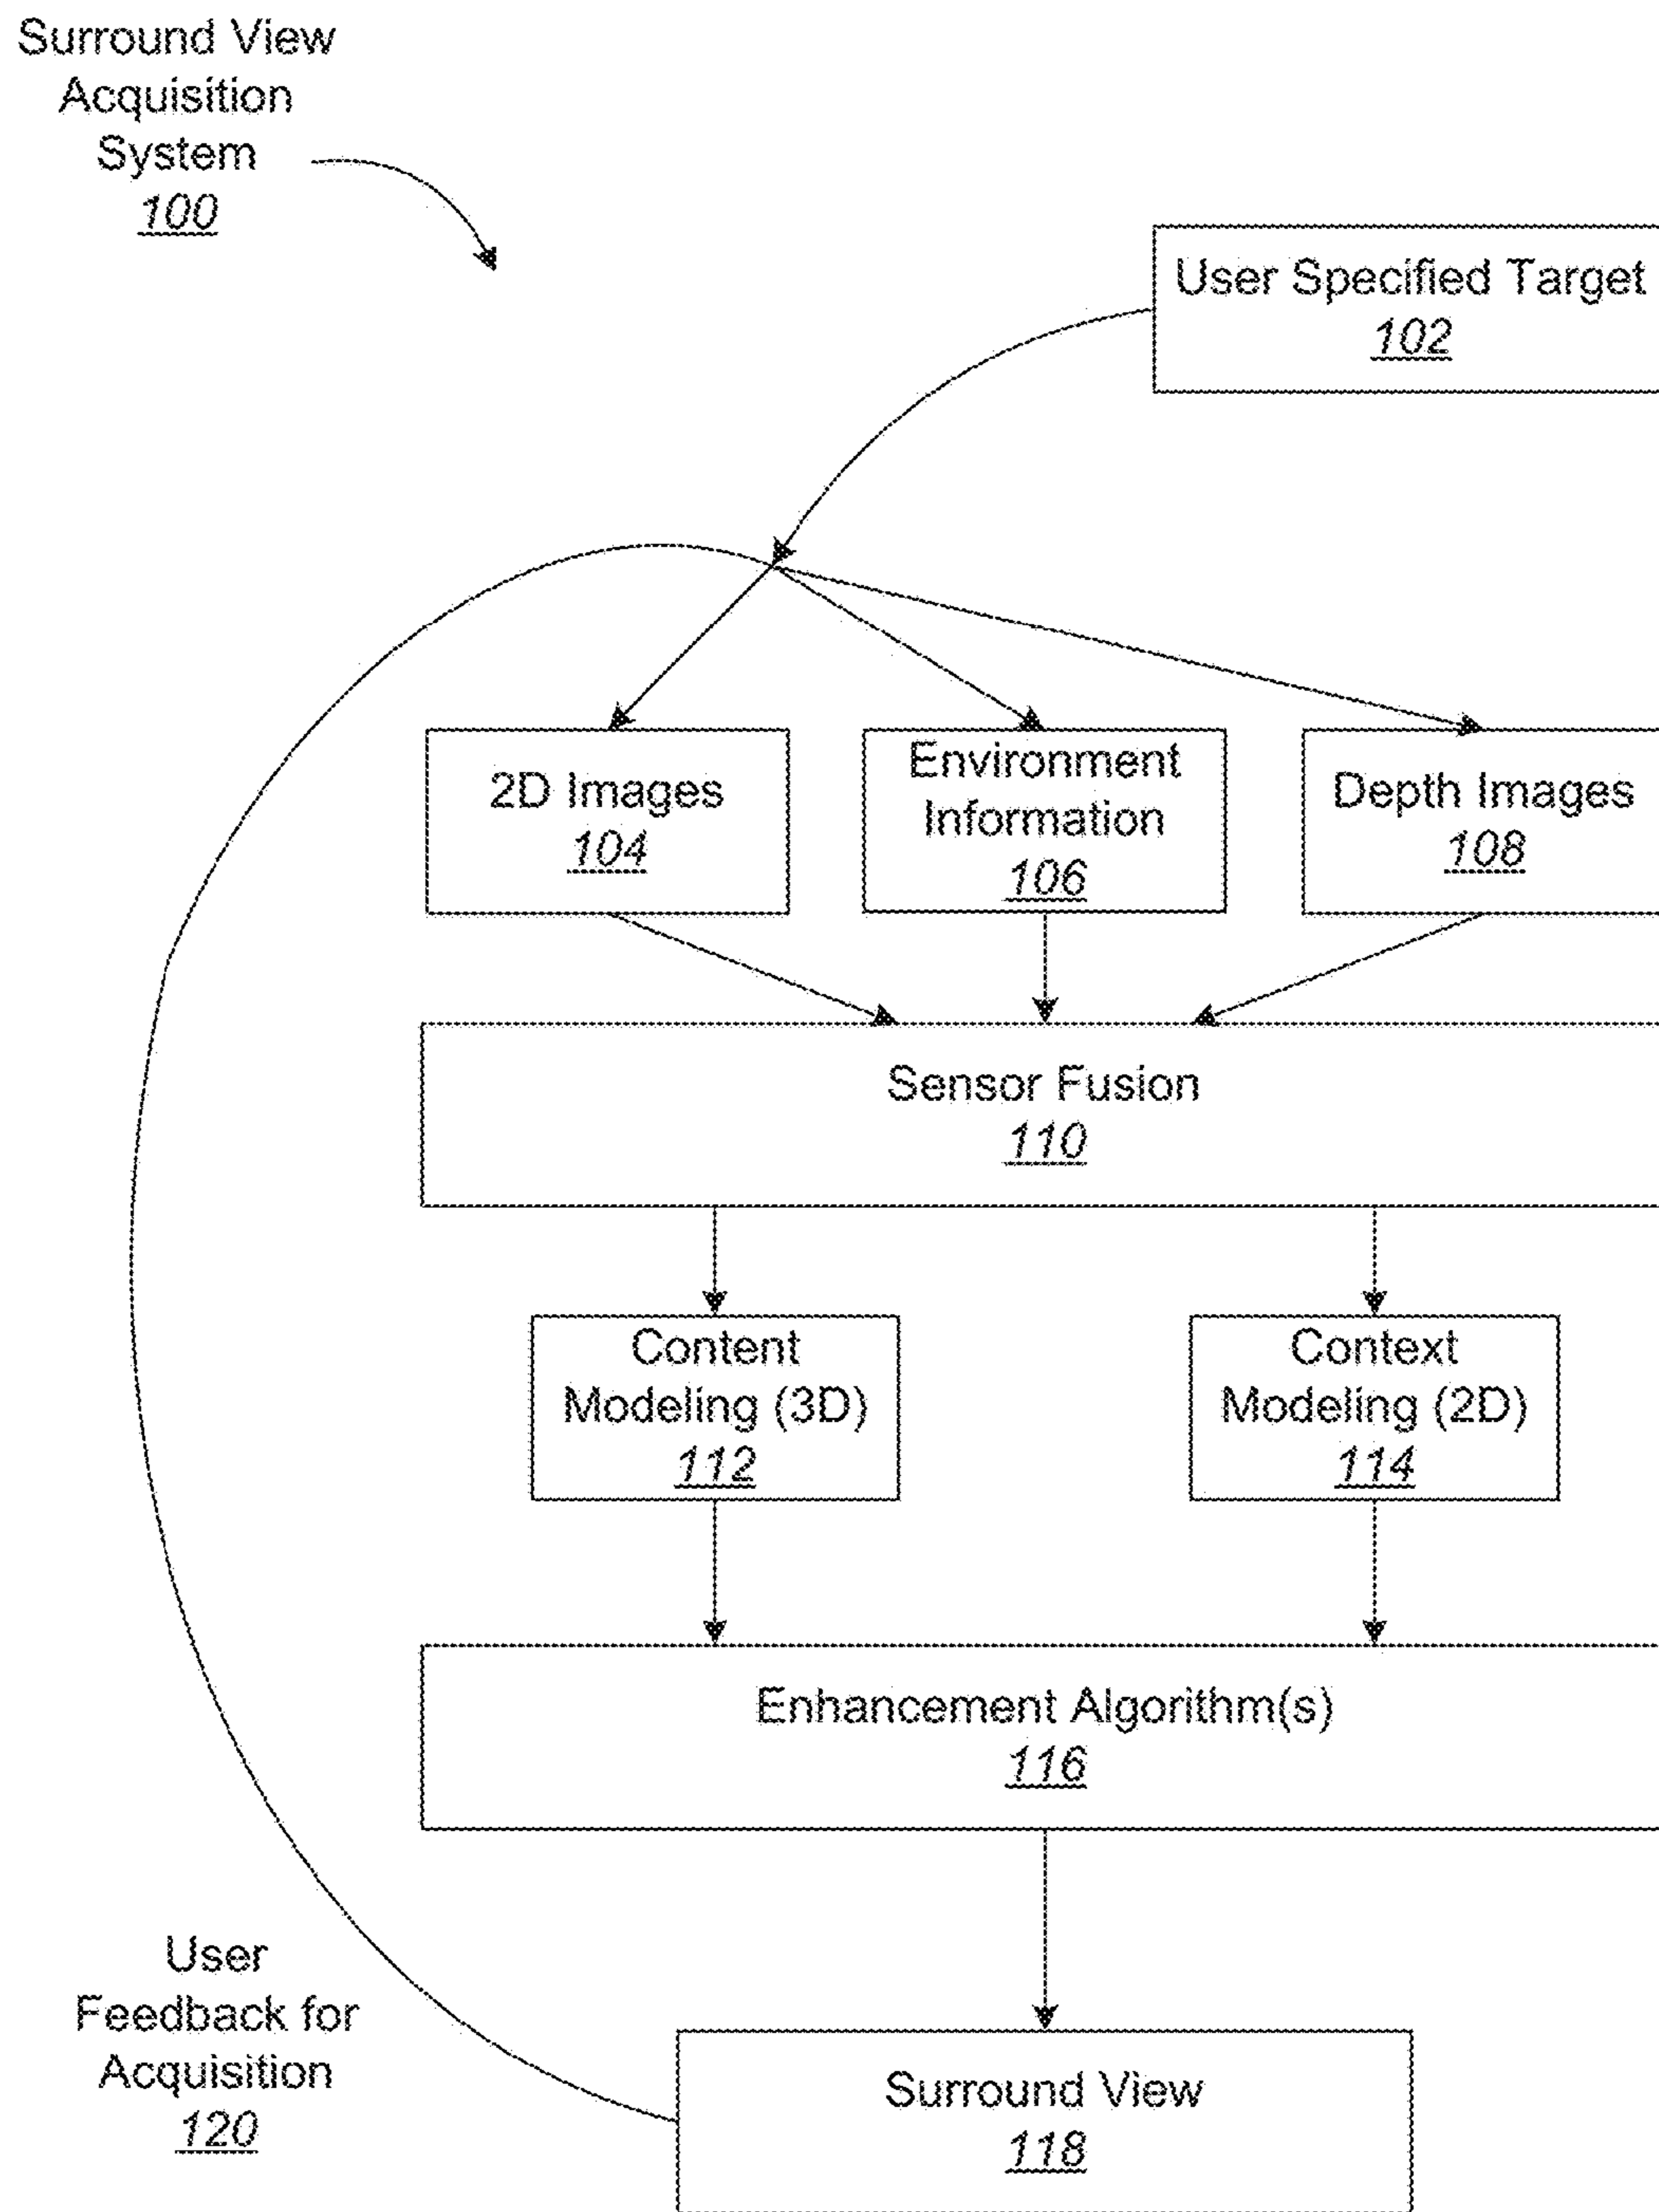 Surround View
Acquisition
System
100
User Specified Target
102
2D Images
104
Environment
Information
106
Depth Images
108
Sensor Fusion
110
Content
Modeling (3D)
112
Context
Modeling (2D)
114
Enhancement Algorithm(s)
116
User
Feedback for
Acquisition
120
Surround View
118